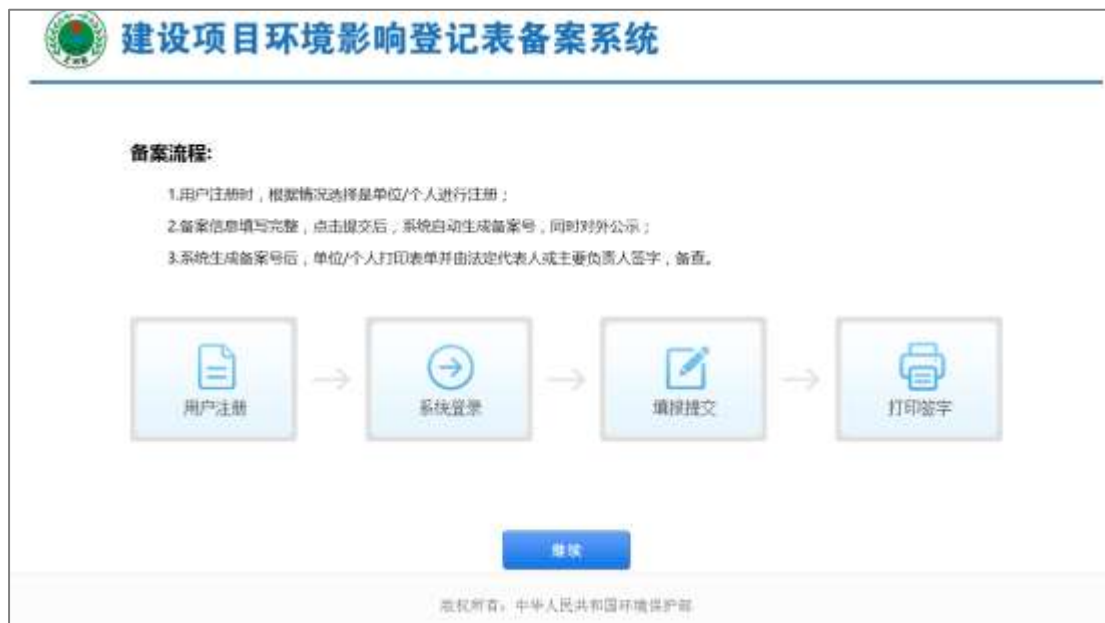 建设项目环境影响登记表备案系统
备案流程:
1.用户注册时，根据情况选择是单位/个人进行注册；
2.备案信息填写完整，点击提交后，系统自动生成备案号，同时对外公示；
3.系统生成备案号后，单位/个人打印表单并由法定代表人或主要负责人签字，备查。
用户注册
系统登录
填报提交
打印签字
继续
版权所有：中华人民共和国环境保护部